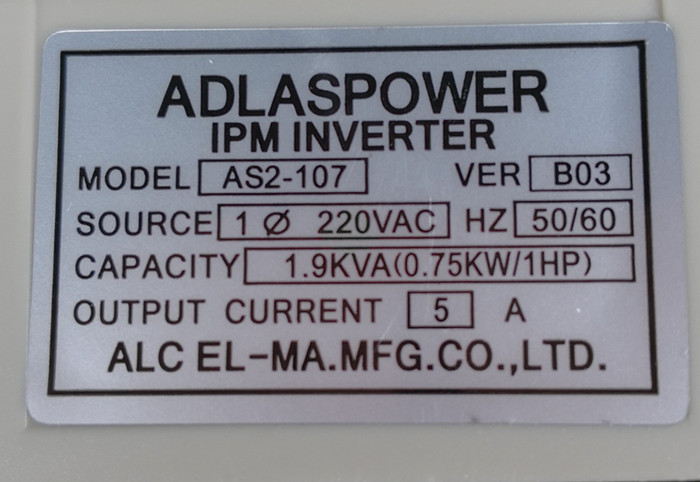 ADLASPOWER
IPM INVERTER
MODEL AS2-107 VER B03
SOURCE 1 Ø 220VAC HZ 50/60
CAPACITY 1.9KVA(0.75KW/1HP)
OUTPUT CURRENT 5 A
ALC EL-MA.MFG.CO.,LTD.